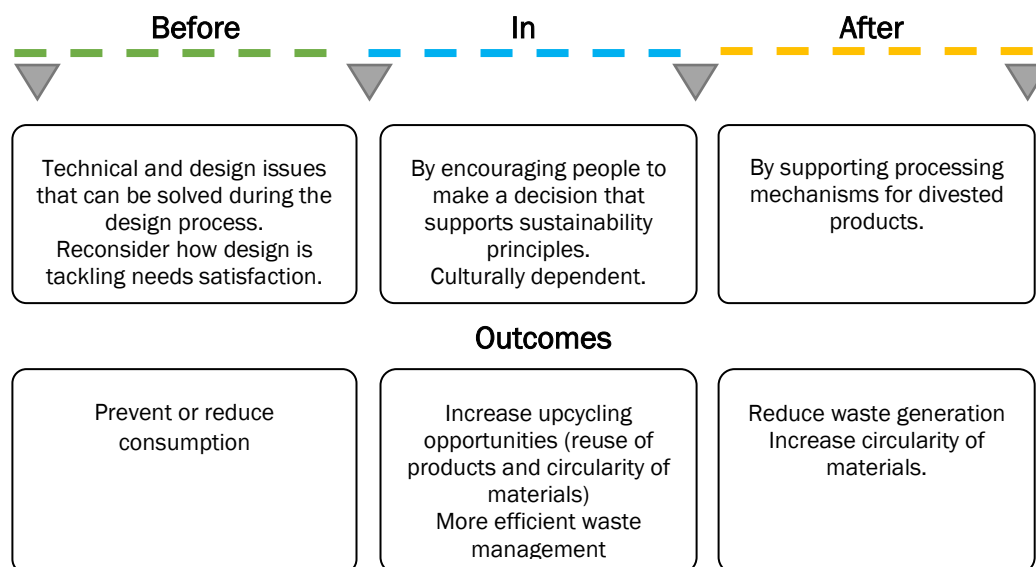 Before
In
After
Technical and design issues
that can be solved during the
design process.
Reconsider how design is
tackling needs satisfaction.
By encouraging people to
make a decision that
supports sustainability
principles.
Culturally dependent.
By supporting processing
mechanisms for divested
products.
Outcomes
Prevent or reduce
consumption
Increase upcycling
opportunities (reuse of
products and circularity of
materials)
More efficient waste
management
Reduce waste generation
Increase circularity of
materials.